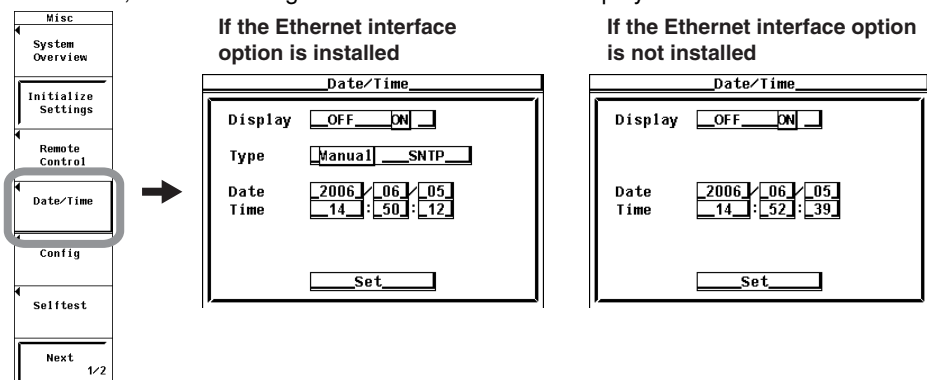 Misc
System
Overview
Initialize
Settings
Remote
Control
Date/Time
Config
Selftest
Next
1/2
If the Ethernet interface
option is installed
Date/Time
Display OFF ON
Type Manual SNTP
Date 2006 / 06 / 05
Time 14 : 50 : 12
Set
If the Ethernet interface option
is not installed
Date/Time
Display OFF ON
Date 2006 / 06 / 05
Time 14 : 52 : 39
Set